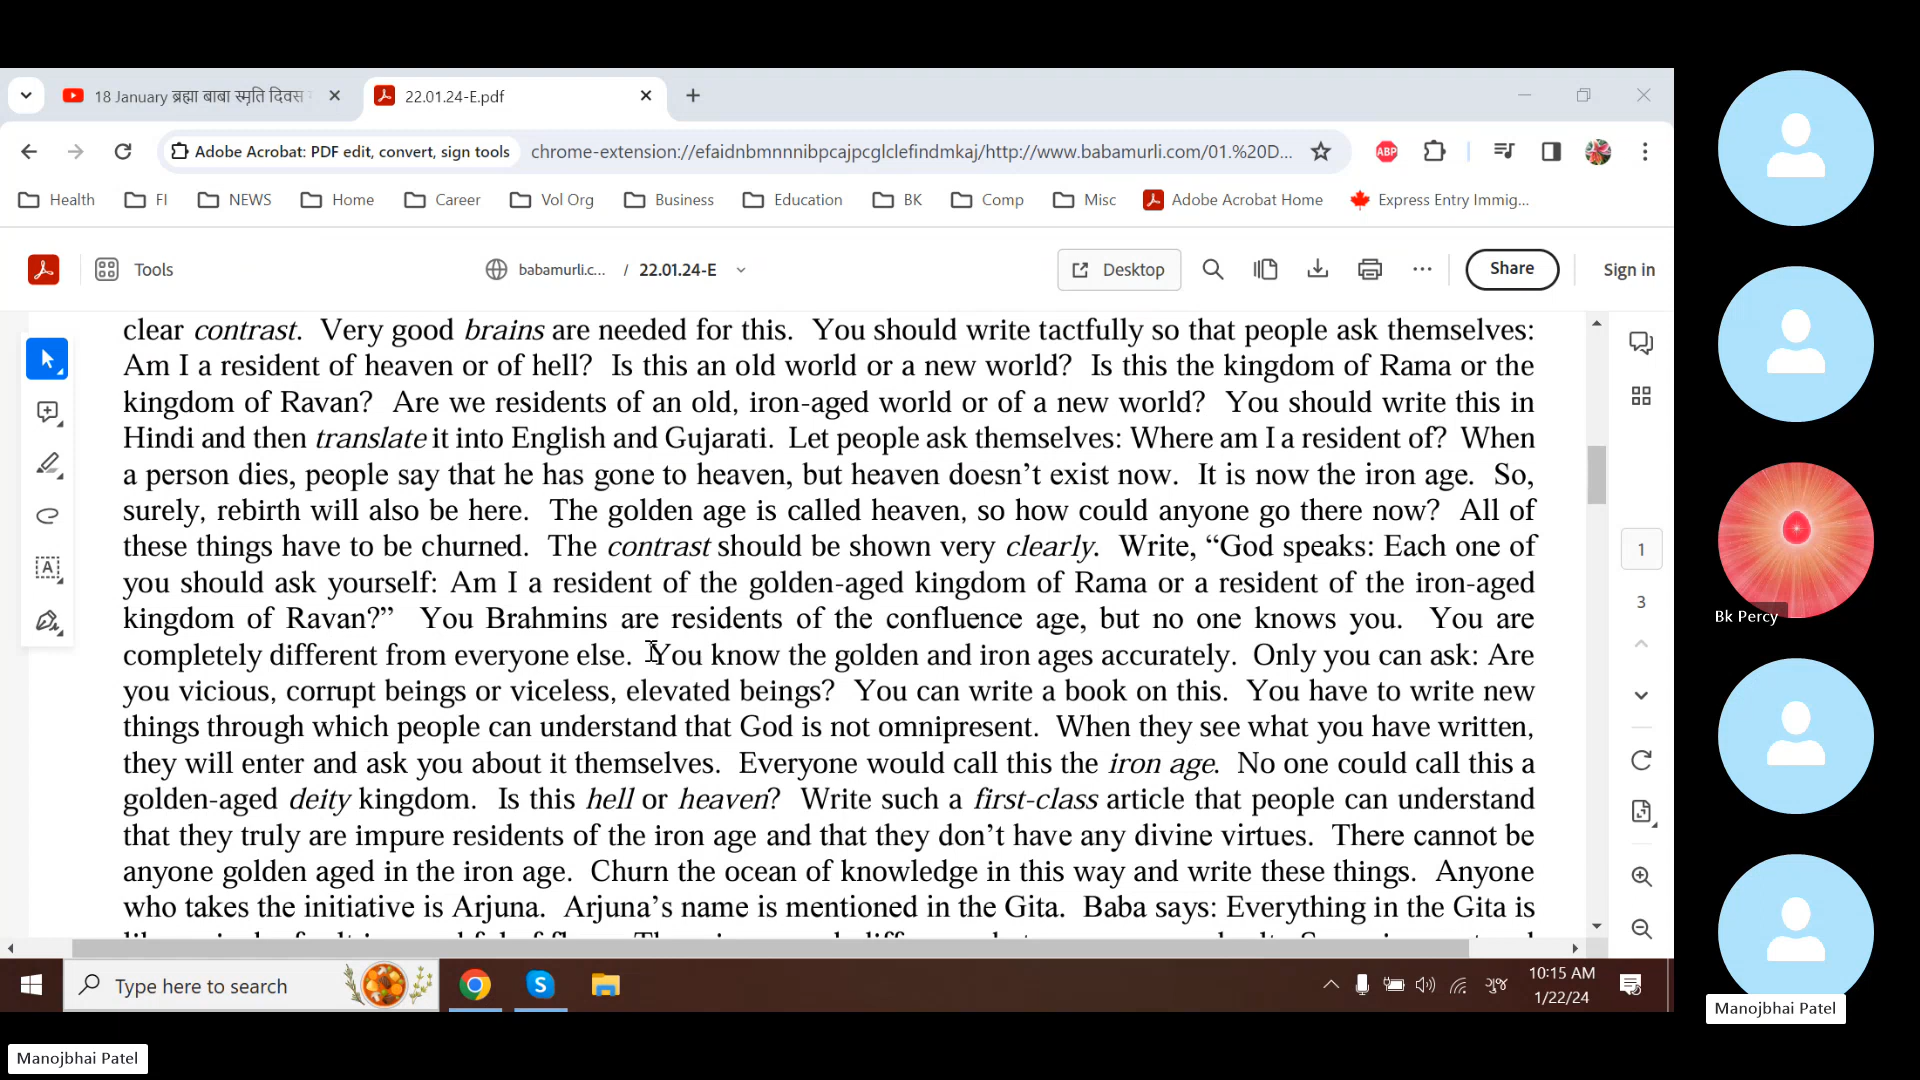 18 January ब्रह्मा बाबा स्मृति दिवस
22.01.24-E.pdf
Adobe Acrobat: PDF edit, convert, sign tools
chrome-extension://efaidnbmnnnibpcajpcglclefindmkaj/http://www.babamurli.com/01.%20D...
ABP
Health
FI
NEWS
Home
Career
Vol Org
Business
Education
BK
Comp
Misc
Adobe Acrobat Home
Express Entry Immig...
Tools
babamurli.c... / 22.01.24-E
Desktop
Share
Sign in
clear contrast. Very good brains are needed for this. You should write tactfully so that people ask themselves:
Am I a resident of heaven or of hell? Is this an old world or a new world? Is this the kingdom of Rama or the
kingdom of Ravan? Are we residents of an old, iron-aged world or of a new world? You should write this in
Hindi and then translate it into English and Gujarati. Let people ask themselves: Where am I a resident of? When
a person dies, people say that he has gone to heaven, but heaven doesn’t exist now. It is now the iron age. So,
surely, rebirth will also be here. The golden age is called heaven, so how could anyone go there now? All of
these things have to be churned. The contrast should be shown very clearly. Write, “God speaks: Each one of
you should ask yourself: Am I a resident of the golden-aged kingdom of Rama or a resident of the iron-aged
kingdom of Ravan?” You Brahmins are residents of the confluence age, but no one knows you. You are
completely different from everyone else. You know the golden and iron ages accurately. Only you can ask: Are
you vicious, corrupt beings or viceless, elevated beings? You can write a book on this. You have to write new
things through which people can understand that God is not omnipresent. When they see what you have written,
they will enter and ask you about it themselves. Everyone would call this the iron age. No one could call this a
golden-aged deity kingdom. Is this hell or heaven? Write such a first-class article that people can understand
that they truly are impure residents of the iron age and that they don’t have any divine virtues. There cannot be
anyone golden aged in the iron age. Churn the ocean of knowledge in this way and write these things. Anyone
who takes the initiative is Arjuna. Arjuna’s name is mentioned in the Gita. Baba says: Everything in the Gita is
1
3
Type here to search
ગુજ
10:15 AM
1/22/24
Bk Percy
Manojbhai Patel
Manojbhai Patel